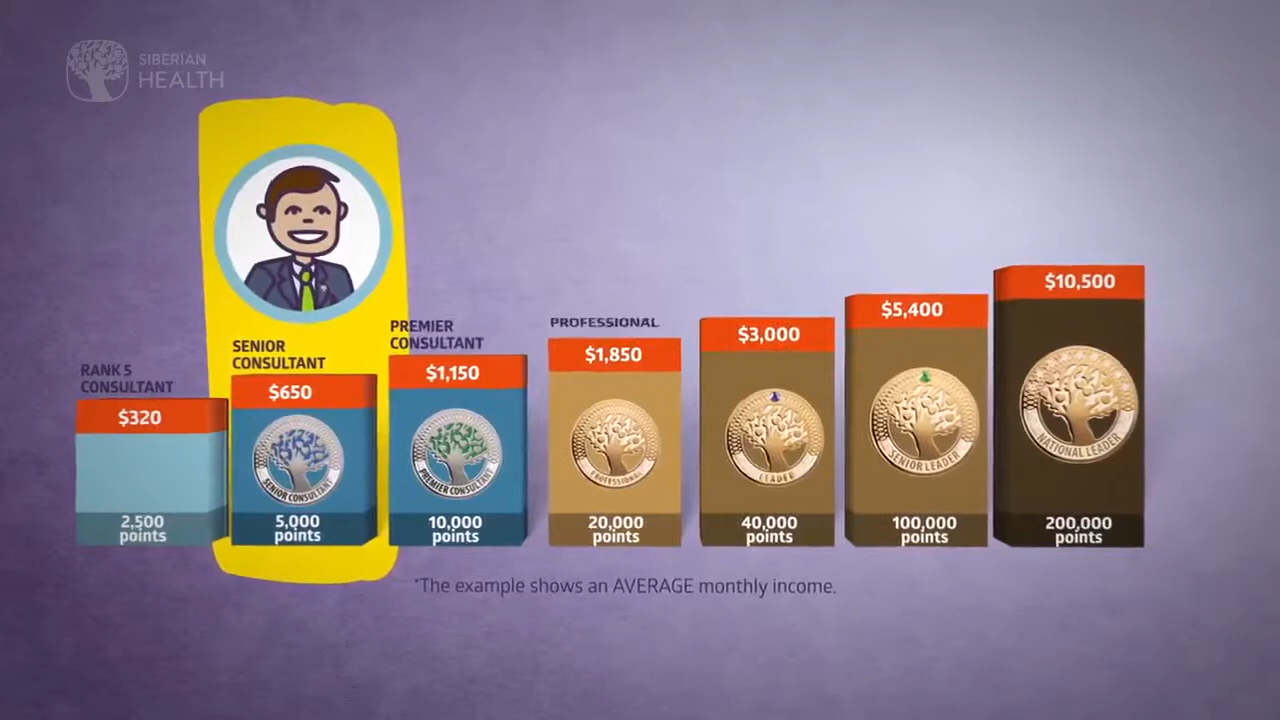 SIBERIAN
HEALTH
RANK 5
CONSULTANT
$320
2,500
points
SENIOR
CONSULTANT
$650
SENIOR CONSULTANT
5,000
points
PREMIER
CONSULTANT
$1,150
PREMIER CONSULTANT
10,000
points
PROFESSIONAL
$1,850
PROFESSIONAL
20,000
points
$3,000
LEADER
40,000
points
$5,400
SENIOR LEADER
100,000
points
$10,500
NATIONAL LEADER
200,000
points
*The example shows an AVERAGE monthly income.